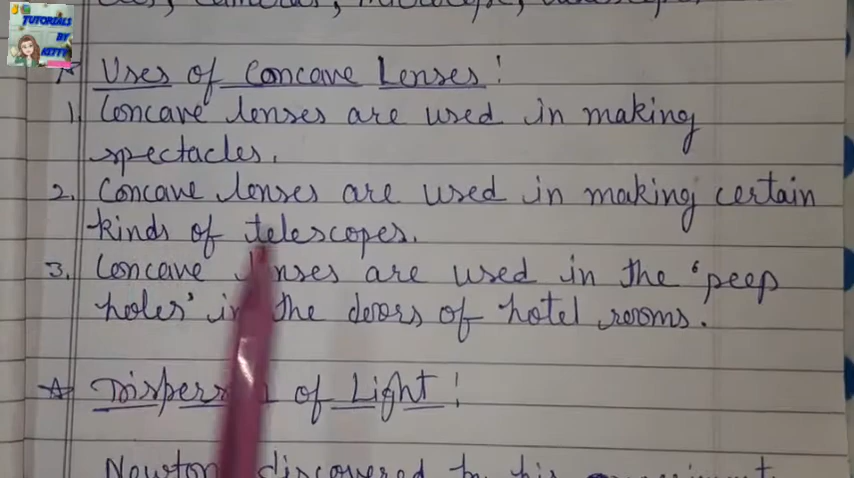 TUTORIALS
BY
KITTY
Uses of Concave Lenses!
1. Concave lenses are used in making
spectacles.
2. Concave lenses are used in making certain
kinds of telescopes.
3. Concave lenses are used in the 'peep
holes' in the doors of hotel rooms.
of Light!
Newton discovered